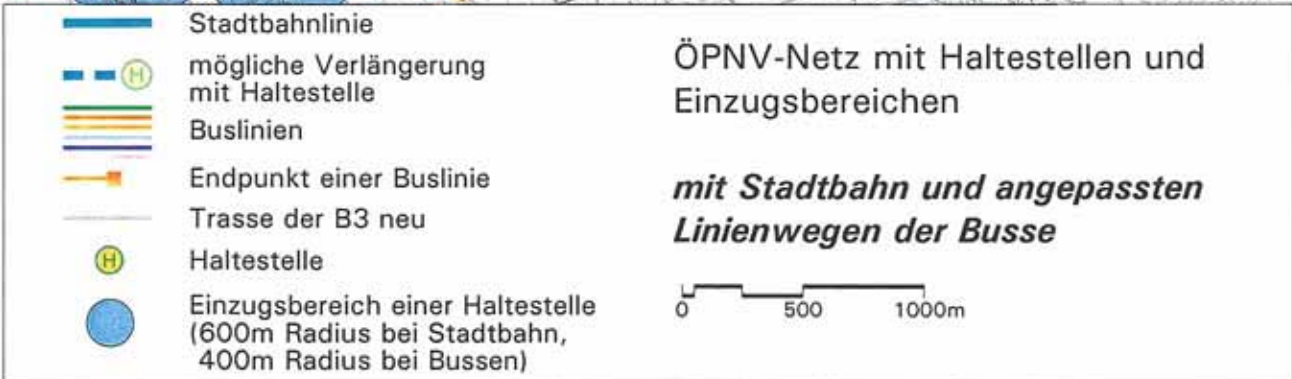 Stadtbahnlinie
H
mögliche Verlängerung
mit Haltestelle
Buslinien
Endpunkt einer Buslinie
Trasse der B3 neu
H
Haltestelle
Einzugsbereich einer Haltestelle
(600m Radius bei Stadtbahn,
400m Radius bei Bussen)
ÖPNV-Netz mit Haltestellen und
Einzugsbereichen
mit Stadtbahn und angepassten
Linienwegen der Busse
0 500 1000m